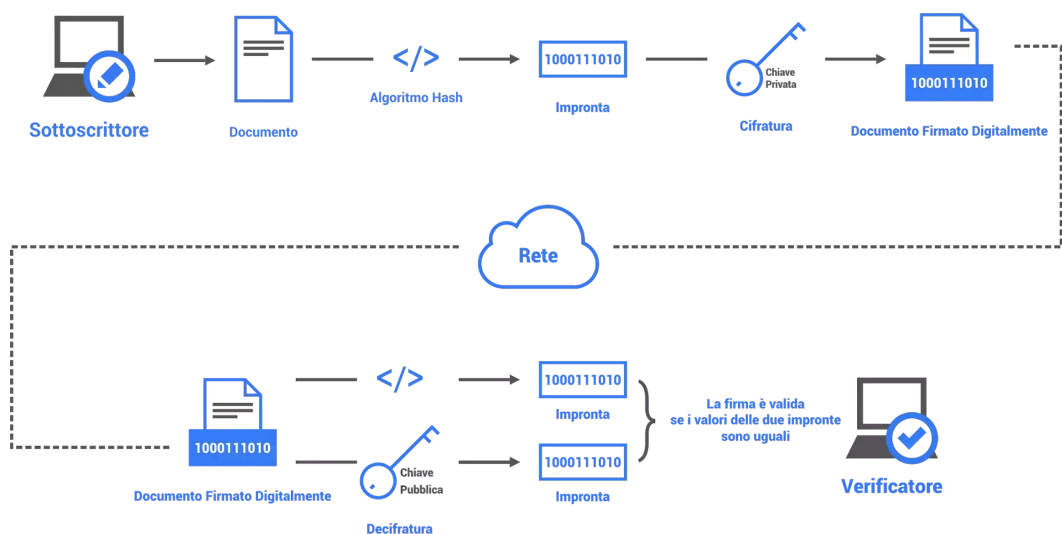 Sottoscrittore
Documento
</>
Algoritmo Hash
1000111010
Impronta
Chiave
Privata
Cifratura
1000111010
Documento Firmato Digitalmente
Rete
1000111010
Documento Firmato Digitalmente
</>
1000111010
Impronta
Chiave
Pubblica
Decifratura
1000111010
Impronta
La firma è valida
se i valori delle due impronte
sono uguali
Verificatore